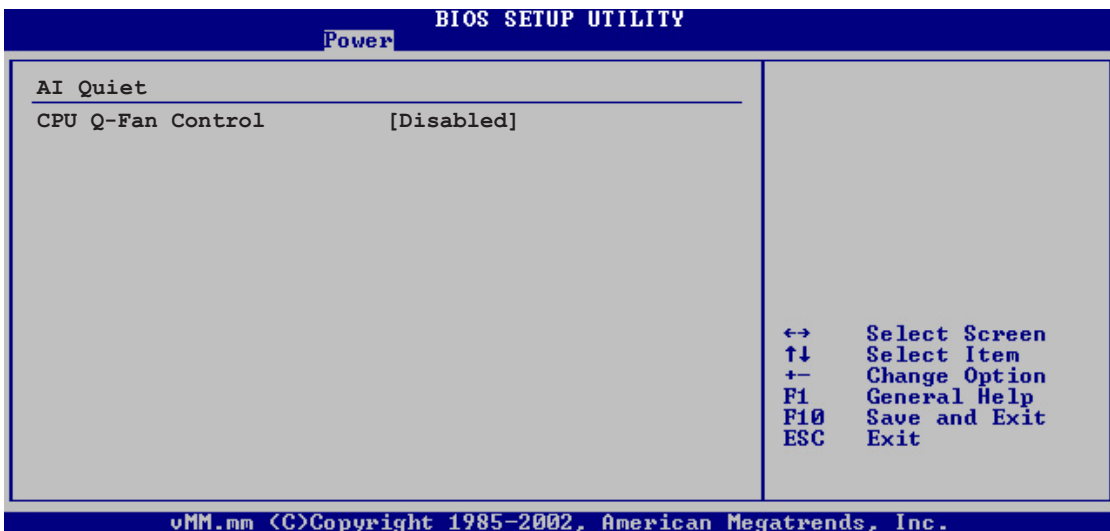 BIOS SETUP UTILITY
Power
AI Quiet
CPU Q-Fan Control [Disabled]
←→ Select Screen
↑↓ Select Item
+- Change Option
F1 General Help
F10 Save and Exit
ESC Exit
vMM.mm (C)Copyright 1985-2002, American Megatrends, Inc.